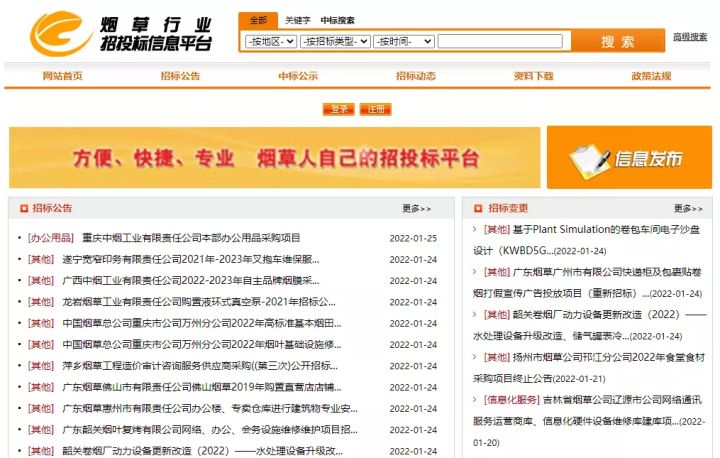 烟草行业
招投标信息平台
全部 关键字 中标搜索
-按地区- -按招标类型- -按时间- 搜索 高级搜索
网站首页 招标公告 中标公示 招标动态 资料下载 政策法规
登录 注册
方便、快捷、专业 烟草人自己的招投标平台
信息发布
招标公告 更多>>
[办公用品] 重庆中烟工业有限责任公司本部办公用品采购项目 2022-01-25
[其他] 遂宁宽窄印务有限责任公司2021年-2023年叉拖车维保服... 2022-01-24
[其他] 广西中烟工业有限责任公司2022-2023年自主品牌烟膜采... 2022-01-24
[其他] 龙岩烟草工业有限责任公司购置液环式真空泵-2021年招标公... 2022-01-24
[其他] 中国烟草总公司重庆市公司万州分公司2022年高标准基本烟田... 2022-01-24
[其他] 中国烟草总公司重庆市公司万州分公司2022年烟叶基础设施修... 2022-01-24
[其他] 萍乡烟草工程造价审计咨询服务供应商采购((第三次)公开招标... 2022-01-24
[其他] 广东烟草佛山市有限责任公司佛山烟草2019年购置直营店店铺... 2022-01-24
[其他] 广东烟草惠州市有限责任公司办公楼、专卖仓库进行建筑物专业安... 2022-01-24
[其他] 广东韶关烟叶复烤有限公司网络、办公、会务设施维修维护项目招... 2022-01-24
[其他] 韶关卷烟厂动力设备更新改造（2022）——水处理设备升级改... 2022-01-24
招标变更 更多>>
[其他] 基于Plant Simulation的卷包车间电子沙盘
设计（KWBD5G...(2022-01-24)
[其他] 广东烟草广州市有限公司快递柜及包裹贴卷
烟打假宣传广告投放项目（重新招标）...(2022-01-24)
[其他] 韶关卷烟厂动力设备更新改造（2022）——
水处理设备升级改造、储气罐表冷...(2022-01-24)
[其他] 扬州市烟草公司邗江分公司2022年食堂食材
采购项目终止公告(2022-01-21)
[信息化服务] 吉林省烟草公司辽源市公司网络通讯
服务运营商库、信息化硬件设备维修库建库项...(2022-
01-20)